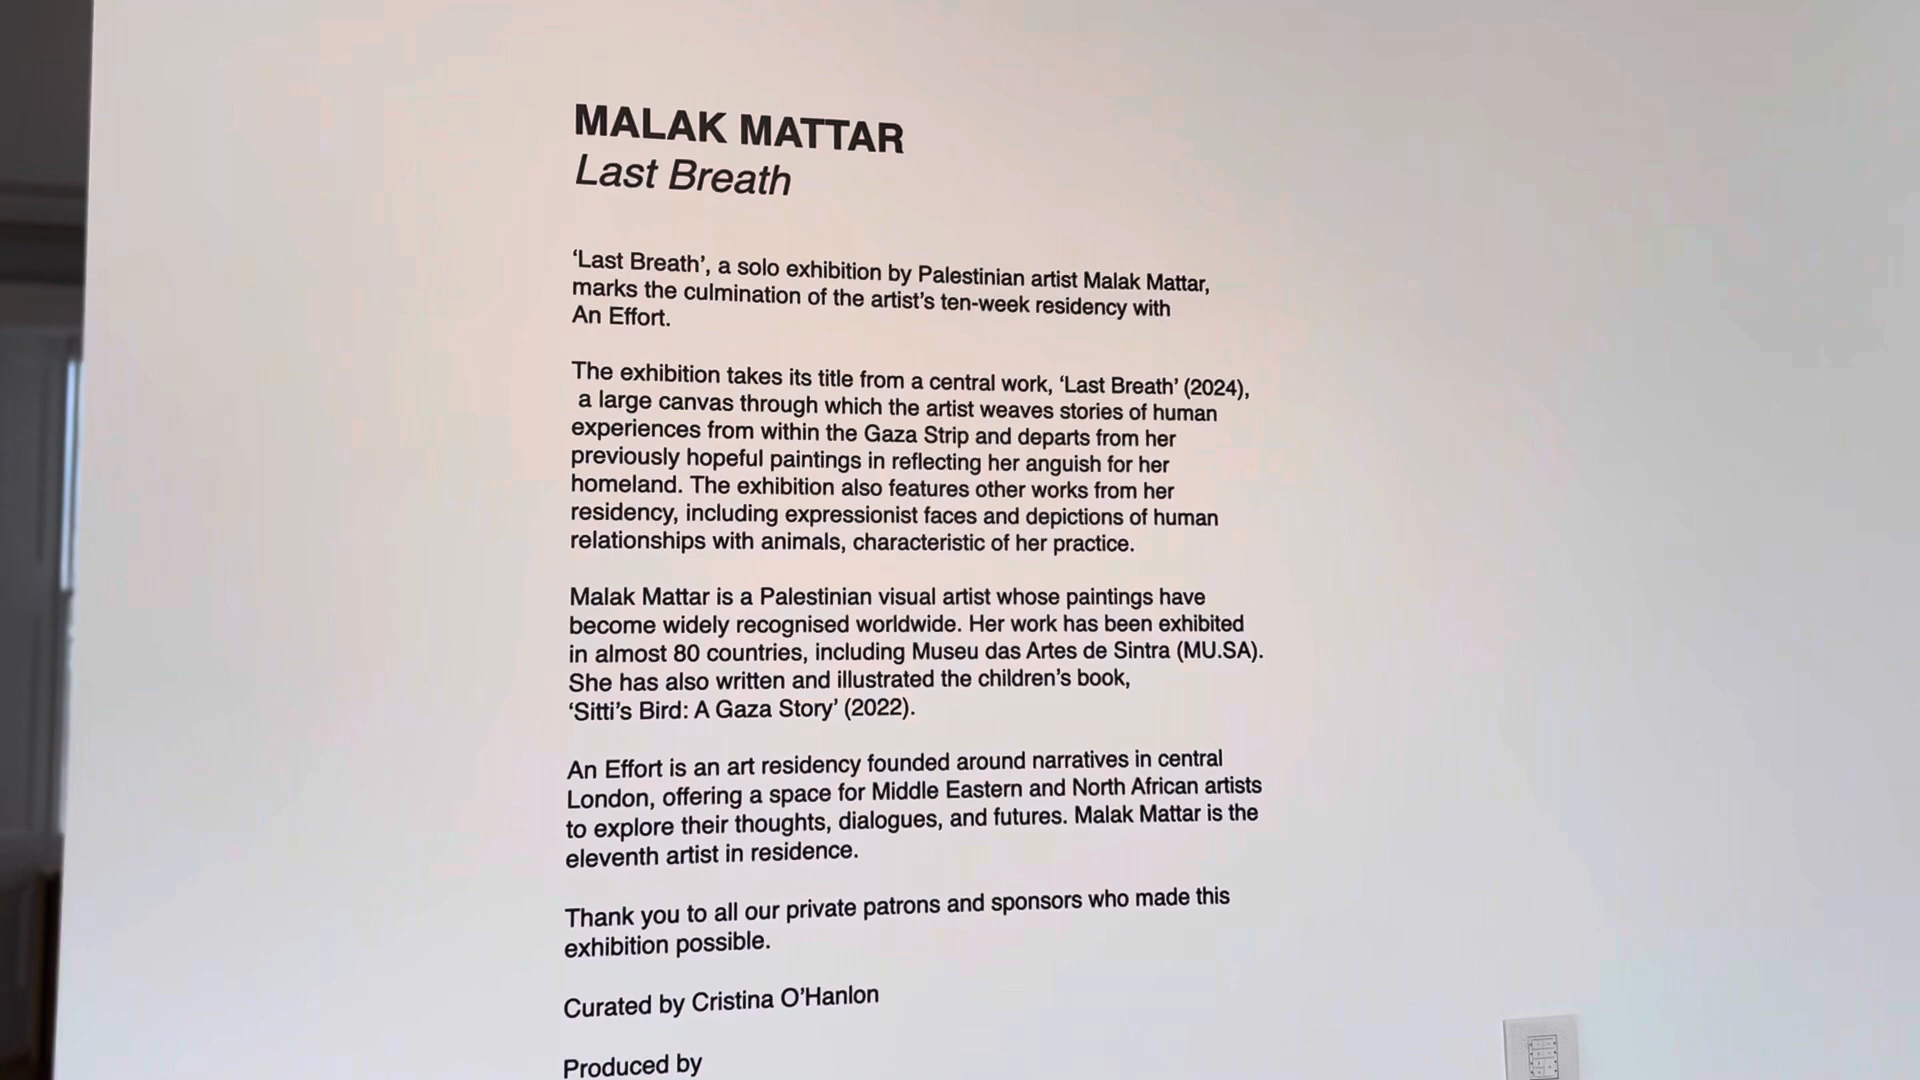 MALAK MATTAR
Last Breath
‘Last Breath’, a solo exhibition by Palestinian artist Malak Mattar,
marks the culmination of the artist’s ten-week residency with
An Effort.
The exhibition takes its title from a central work, ‘Last Breath’ (2024),
a large canvas through which the artist weaves stories of human
experiences from within the Gaza Strip and departs from her
previously hopeful paintings in reflecting her anguish for her
homeland. The exhibition also features other works from her
residency, including expressionist faces and depictions of human
relationships with animals, characteristic of her practice.
Malak Mattar is a Palestinian visual artist whose paintings have
become widely recognised worldwide. Her work has been exhibited
in almost 80 countries, including Museu das Artes de Sintra (MU.SA).
She has also written and illustrated the children’s book,
‘Sitti’s Bird: A Gaza Story’ (2022).
An Effort is an art residency founded around narratives in central
London, offering a space for Middle Eastern and North African artists
to explore their thoughts, dialogues, and futures. Malak Mattar is the
eleventh artist in residence.
Thank you to all our private patrons and sponsors who made this
exhibition possible.
Curated by Cristina O’Hanlon
Produced by